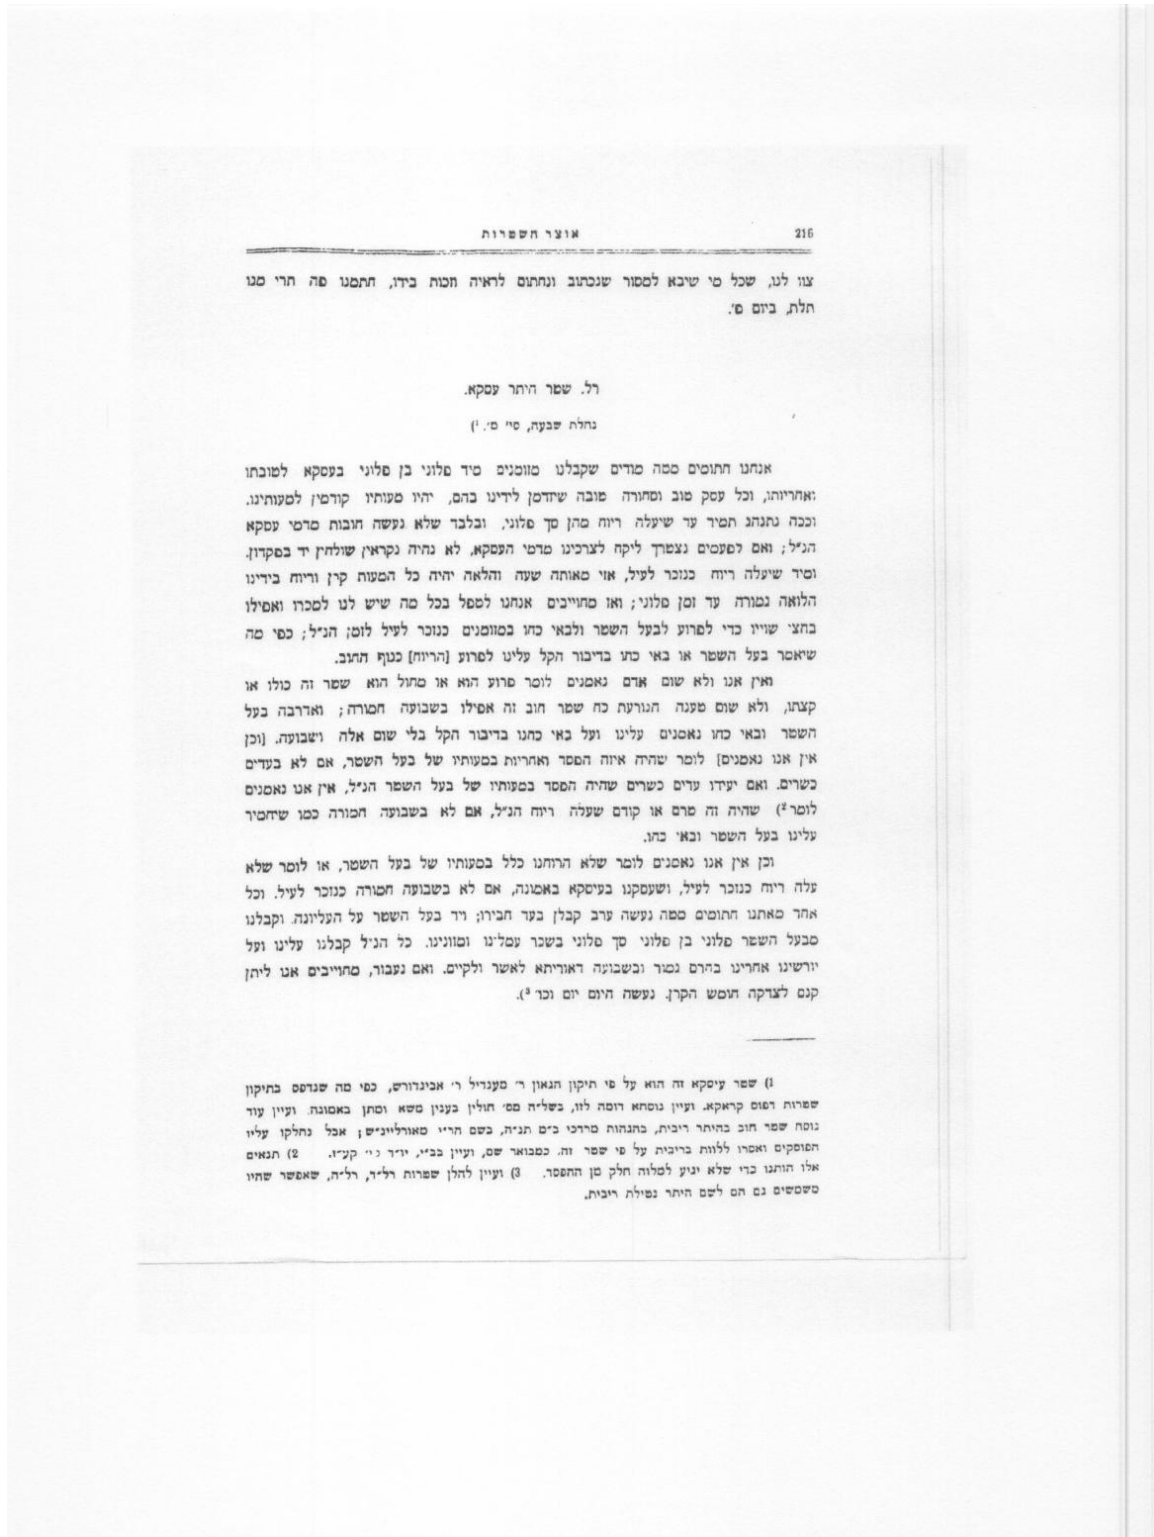 216 אוצר השטרות
צוו לנו, שכל מי שיבא למסור שנכתוב ונחתום לראיה וזכות בידו, חתמנו פה תרי מגו
תלת, ביום פ׳.
רל. שטר היתר עסקא.
נחלת שבעה, סי׳ מ׳. ¹)
אנחנו חתומים מטה מודים שקבלנו מזומנים מיד פלוני בן פלוני בעסקא לטובתו
ואחריותו, וכל עסק טוב וסחורה טובה שיזדמן לידינו בהם, יהיו מעותיו קודמין למעותינו.
וככה נתנהג תמיד עד שיעלה ריוח מהן סך פלוני, ובלבד שלא נעשה חובות מדמי עסקא
הנ״ל; ואם לפעמים נצטרך ליקח לצרכינו מדמי העסקא, לא נהיה נקראין שולחין יד בפקדון.
ומיד שיעלה ריוח כנזכר לעיל, אזי מאותה שעה והלאה יהיה כל המעות קרן וריוח בידינו
הלואה גמורה עד זמן פלוני; ואז מחוייבים אנחנו לטפל בכל מה שיש לנו למכרו ואפילו
בחצי שוויו כדי לפרוע לבעל השטר ולבאי כחו במזומנים כנזכר לעיל לזמן הנ״ל; כפי מה
שיאמר בעל השטר או באי כחו בדיבור הקל עלינו לפרוע [הריוח] כגוף החוב.
ואין אנו ולא שום אדם נאמנים לומר פרוע הוא או מחול הוא שטר זה כולו או
קצתו, ולא שום טענה הגורעת כח שטר חוב זה אפילו בשבועה חמורה; ואדרבה בעל
השטר ובאי כחו נאמנים עלינו ועל באי כחנו בדיבור הקל בלי שום אלה ושבועה. [וכן
אין אנו נאמנים] לומר שהיה איזה הפסד ואחריות במעותיו של בעל השטר, אם לא בעדים
כשרים. ואם יעידו עדים כשרים שהיה הפסד במעותיו של בעל השטר הנ״ל, אין אנו נאמנים
לומר ²) שהיה זה טרם או קודם שעלה ריוח הנ״ל, אם לא בשבועה חמורה כמו שיחמיר
עלינו בעל השטר ובאי כחו.
וכן אין אנו נאמנים לומר שלא הרוחנו כלל במעותיו של בעל השטר, או לומר שלא
עלה ריוח כנזכר לעיל, ושעסקנו בעיסקא באמונה, אם לא בשבועה חמורה כנזכר לעיל. וכל
אחד מאתנו חתומים מטה נעשה ערב קבלן בעד חבירו; ויד בעל השטר על העליונה. וקבלנו
מבעל השטר פלוני בן פלוני סך פלוני בשכר עמלינו ומזונינו. כל הנ״ל קבלנו עלינו ועל
יורשינו אחרינו בחרם גמור ובשבועה דאוריתא לאשר ולקיים. ואם נעבור, מחוייבים אנו ליתן
קנס לצדקה חומש הקרן. נעשה היום יום וכו׳ ³).
1) שטר עיסקא זה הוא על פי תיקון הגאון ר׳ מענדיל ר׳ אביגדורש, כפי מה שנדפס בתיקון
שטרות דפוס קראקא. ועיין נוסחא דומה לזו, בשל״ה מס׳ חולין בענין משא ומתן באמונה. ועיין עוד
נוסח שטר חוב בהיתר ריבית, בהגהות מרדכי ב״מ תנ״ה, בשם הר״י מאורליינ״ש; אבל נחלקו עליו
הפוסקים ואסרו ללוות בריבית על פי שטר זה. כמבואר שם, ועיין בב״י, יו״ד סי׳ קע״ז. 2) תנאים
אלו הותנו כדי שלא יגיע למלוה חלק מן ההפסד. 3) ועיין להלן שטרות רל״ד, רל״ה, שאפשר שהיו
משמשים גם הם לשם היתר נטילת ריבית.